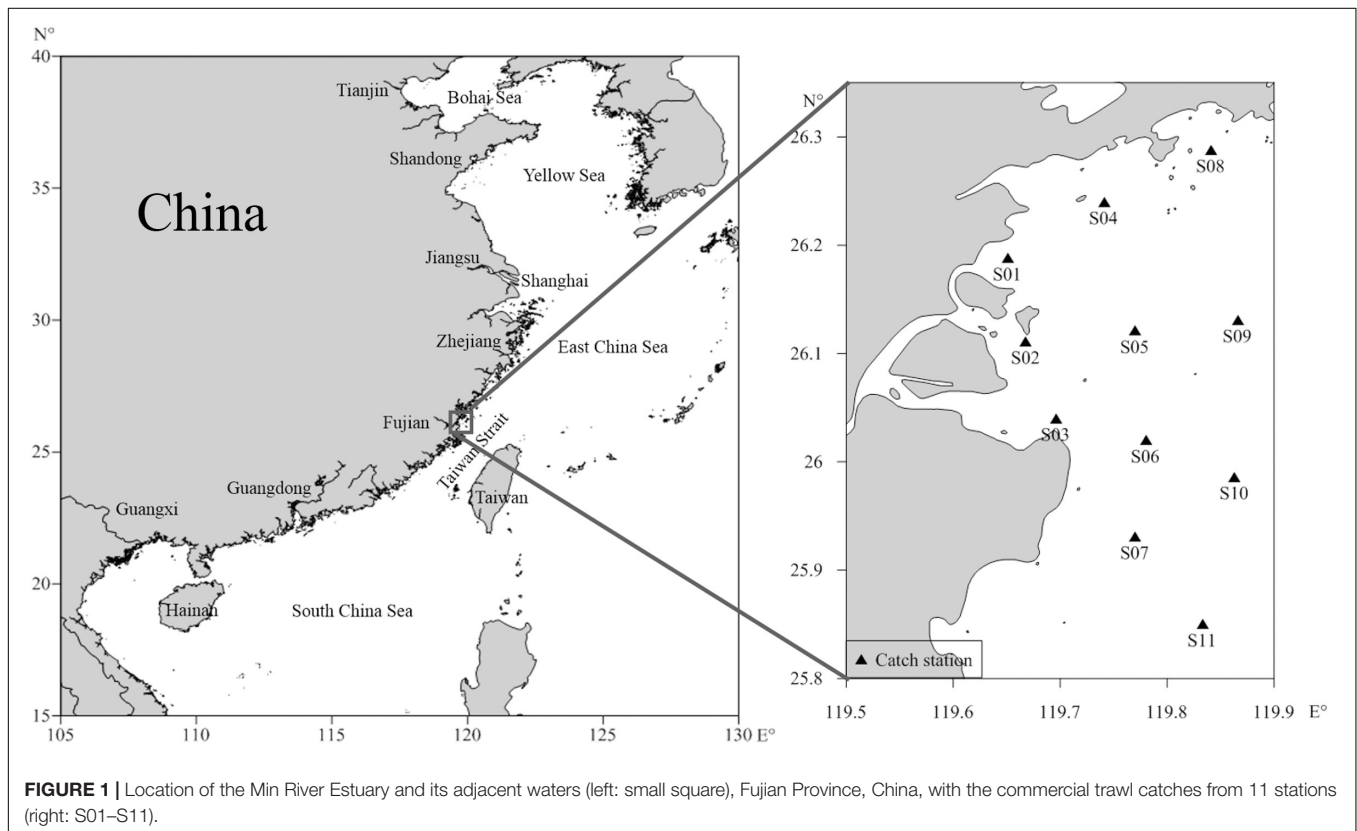 N°
40
35
30
25
20
15
105
110
115
120
125
130 E°
Tianjin
Bohai Sea
Shandong
Yellow Sea
China
Jiangsu
Shanghai
Zhejiang
East China Sea
Fujian
Taiwan Strait
Guangdong
Taiwan
Guangxi
Hainan
South China Sea
N°
26.3
26.2
26.1
26
25.9
25.8
119.5
119.6
119.7
119.8
119.9
E°
S08
S04
S01
S09
S05
S02
S03
S06
S10
S07
S11
Catch station
FIGURE 1 | Location of the Min River Estuary and its adjacent waters (left: small square), Fujian Province, China, with the commercial trawl catches from 11 stations
(right: S01–S11).